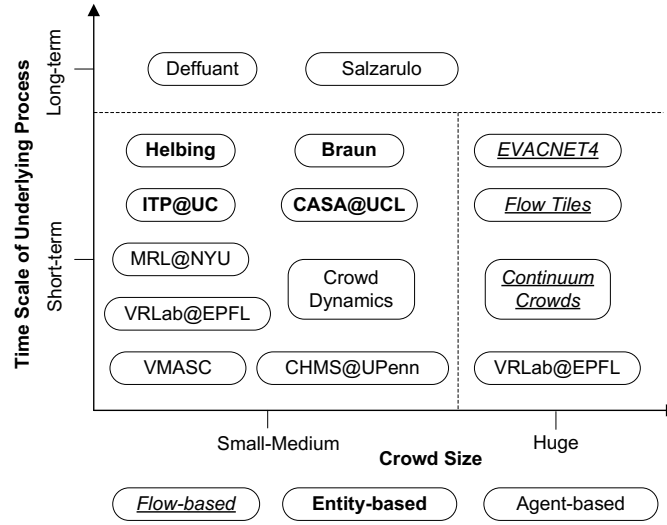 Time Scale of Underlying Process
Long-term
Short-term
Deffuant
Salzarulo
Helbing
Braun
EVACNET4
ITP@UC
CASA@UCL
Flow Tiles
MRL@NYU
Crowd
Dynamics
Continuum
Crowds
VRLab@EPFL
VMASC
CHMS@UPenn
VRLab@EPFL
Small-Medium
Huge
Crowd Size
Flow-based
Entity-based
Agent-based